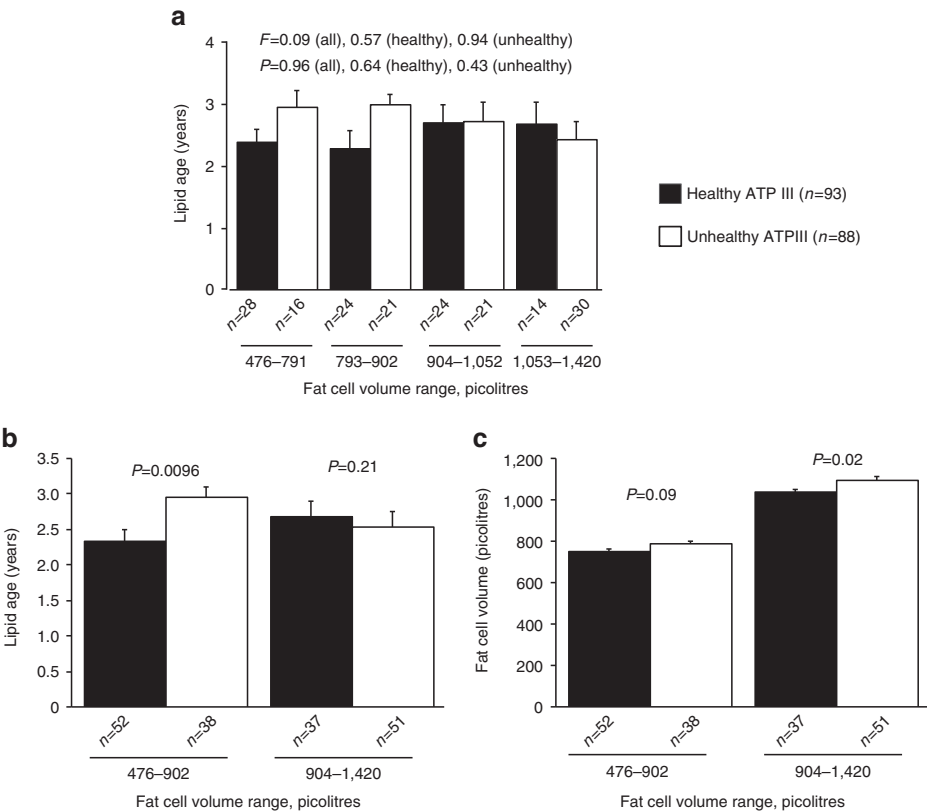 a
F=0.09 (all), 0.57 (healthy), 0.94 (unhealthy)
P=0.96 (all), 0.64 (healthy), 0.43 (unhealthy)
4
3
2
1
0
Lipid age (years)
n=28 n=16 n=24 n=21 n=24 n=21 n=14 n=30
476–791 793–902 904–1,052 1,053–1,420
Fat cell volume range, picolitres
Healthy ATP III (n=93)
Unhealthy ATPIII (n=88)
b
P=0.0096 P=0.21
3.5
3.0
2.5
2.0
1.5
1.0
0.5
0
Lipid age (years)
n=52 n=38 n=37 n=51
476–902 904–1,420
Fat cell volume range, picolitres
c
P=0.09 P=0.02
1,200
1,000
800
600
400
200
0
Fat cell volume (picolitres)
n=52 n=38 n=37 n=51
476–902 904–1,420
Fat cell volume range, picolitres